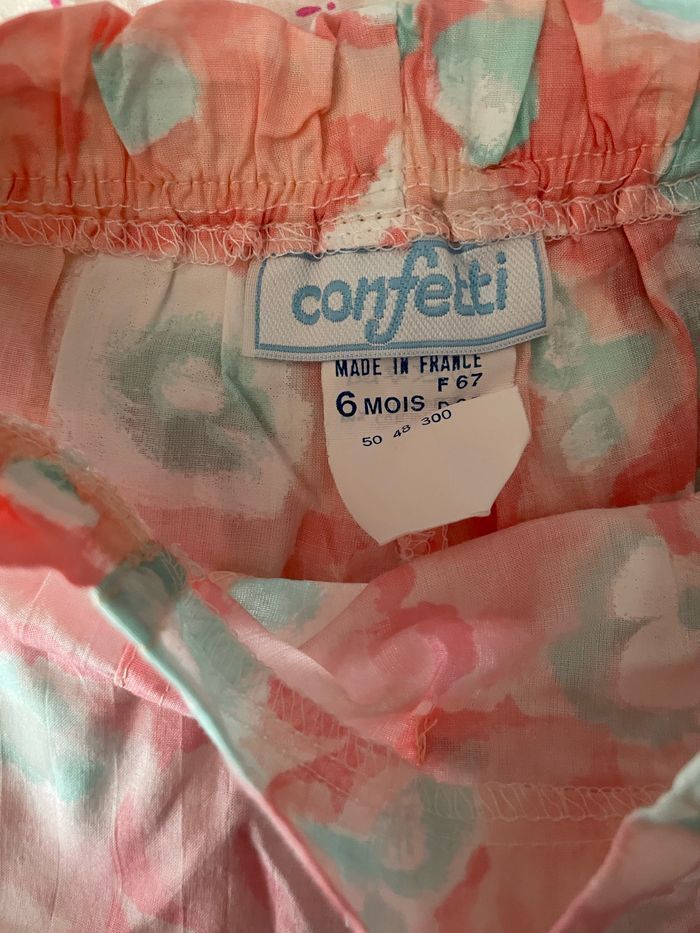 confetti
MADE IN FRANCE
F 67
6 MOIS
50 48 300